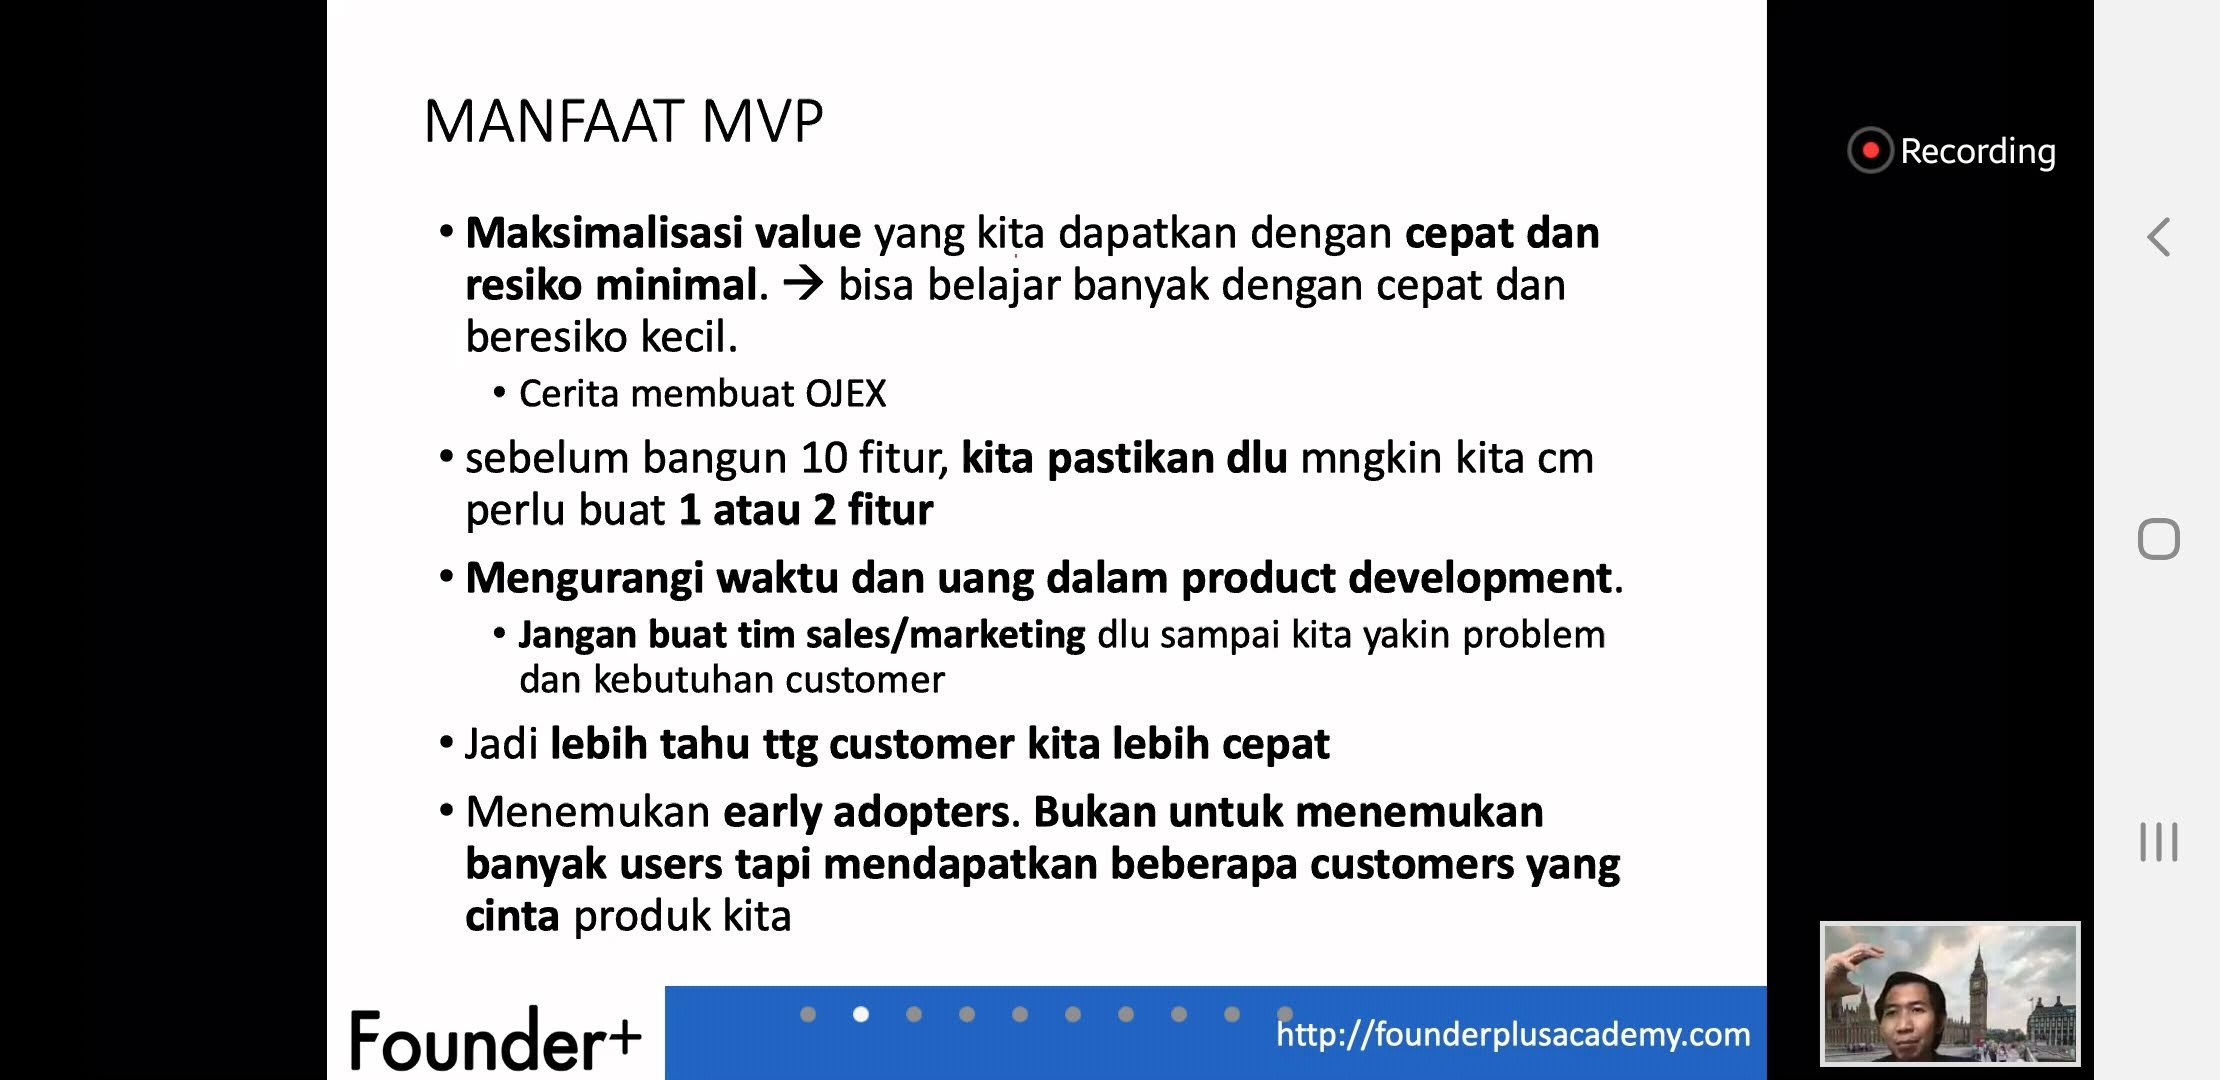 MANFAAT MVP
Recording
• Maksimalisasi value yang kita dapatkan dengan cepat dan
resiko minimal. → bisa belajar banyak dengan cepat dan
beresiko kecil.
• Cerita membuat OJEX
• sebelum bangun 10 fitur, kita pastikan dlu mngkin kita cm
perlu buat 1 atau 2 fitur
• Mengurangi waktu dan uang dalam product development.
• Jangan buat tim sales/marketing dlu sampai kita yakin problem
dan kebutuhan customer
• Jadi lebih tahu ttg customer kita lebih cepat
• Menemukan early adopters. Bukan untuk menemukan
banyak users tapi mendapatkan beberapa customers yang
cinta produk kita
Founder+
http://founderplusacademy.com